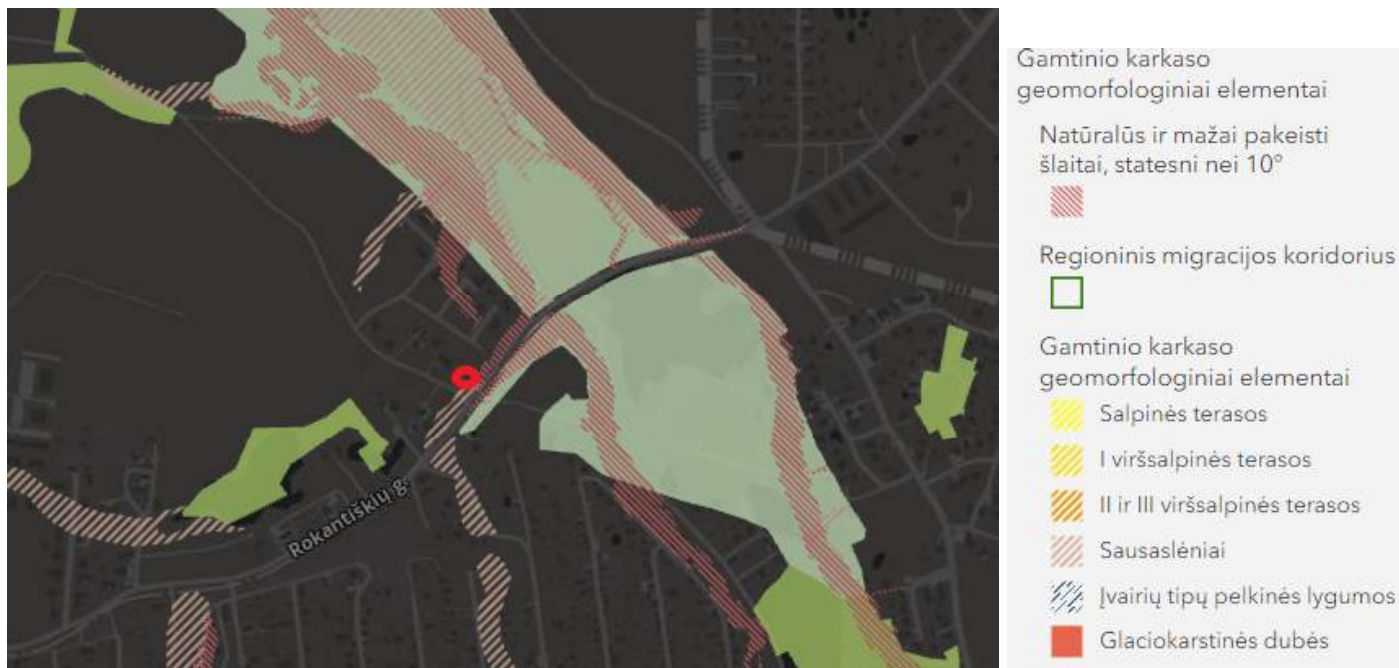 Rokantiškių g.
Gamtinio karkaso
geomorfologiniai elementai
Natūralūs ir mažai pakeisti
šlaitai, statesni nei 10°
Regioninis migracijos koridorius
Gamtinio karkaso
geomorfologiniai elementai
Salpinės terasos
I viršsalpinės terasos
II ir III viršsalpinės terasos
Sausaslėniai
Įvairių tipų pelkinės lygumos
Glaciokarstinės dubės